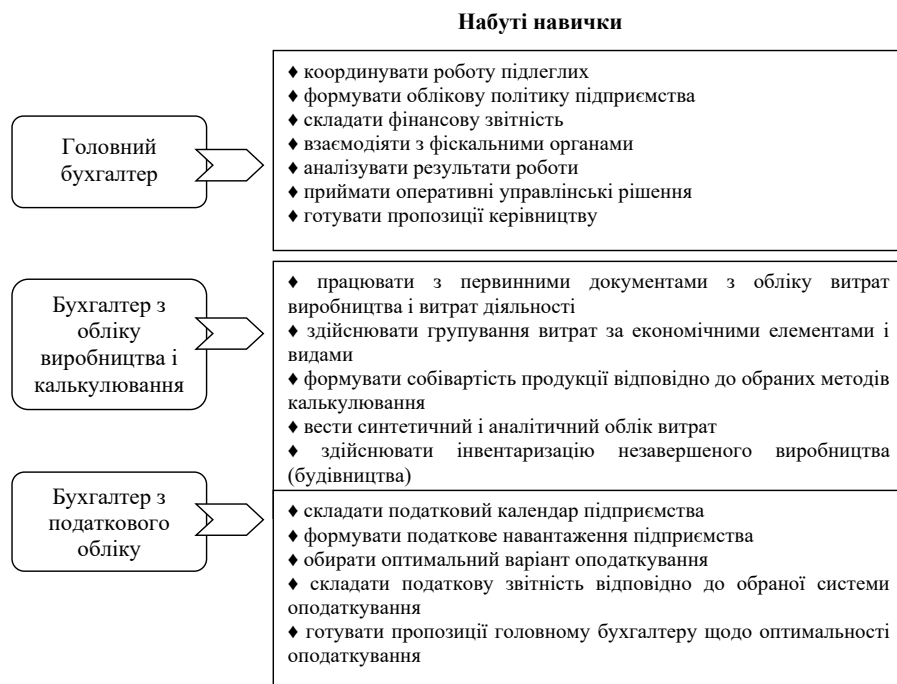 Набуті навички
Головний
бухгалтер
♦ координувати роботу підлеглих
♦ формувати облікову політику підприємства
♦ складати фінансову звітність
♦ взаємодіяти з фіскальними органами
♦ аналізувати результати роботи
♦ приймати оперативні управлінські рішення
♦ готувати пропозиції керівництву
Бухгалтер з
обліку
виробництва і
калькулювання
♦ працювати з первинними документами з обліку витрат
виробництва і витрат діяльності
♦ здійснювати групування витрат за економічними елементами і
видами
♦ формувати собівартість продукції відповідно до обраних методів
калькулювання
♦ вести синтетичний і аналітичний облік витрат
♦ здійснювати інвентаризацію незавершеного виробництва
(будівництва)
Бухгалтер з
податкового
обліку
♦ складати податковий календар підприємства
♦ формувати податкове навантаження підприємства
♦ обирати оптимальний варіант оподаткування
♦ складати податкову звітність відповідно до обраної системи
оподаткування
♦ готувати пропозиції головному бухгалтеру щодо оптимальності
оподаткування